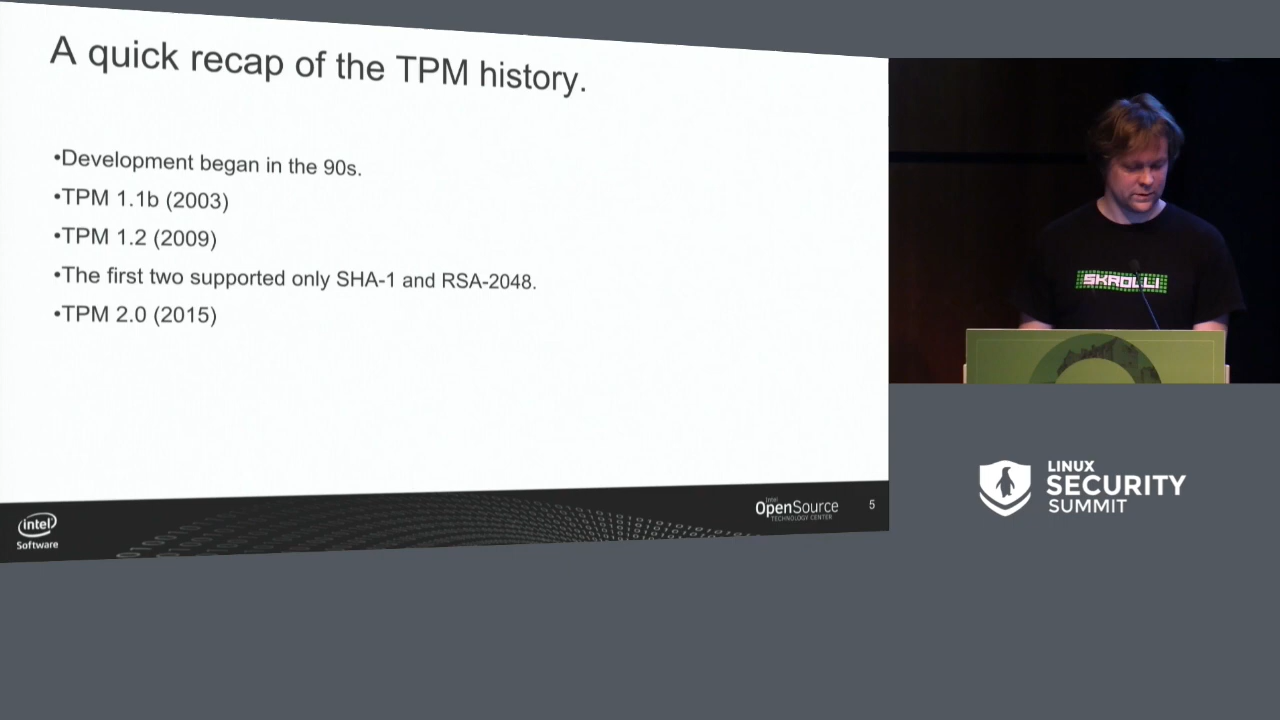 A quick recap of the TPM history.
•Development began in the 90s.
•TPM 1.1b (2003)
•TPM 1.2 (2009)
•The first two supported only SHA-1 and RSA-2048.
•TPM 2.0 (2015)
intel
Software
intel
OpenSource
TECHNOLOGY CENTER
5
SKROLLI
LINUX
SECURITY
SUMMIT